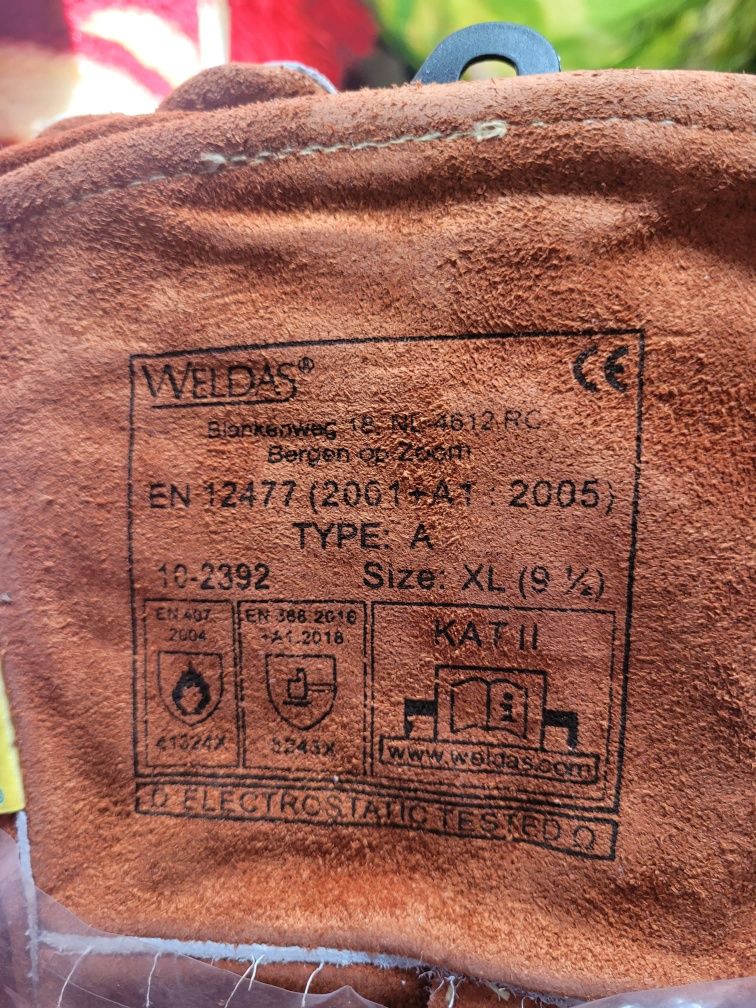 WELDAS®
CE
Blankenweg 18, NL-4612 RC
Bergen op Zoom
EN 12477 (2001+A1 : 2005)
TYPE: A
10-2392 Size: XL (9 ½)
EN 407
2004
41324X
EN 388:2016
+A1:2018
3243X
KAT II
i
www.weldas.com
Ω ELECTROSTATIC TESTED Ω